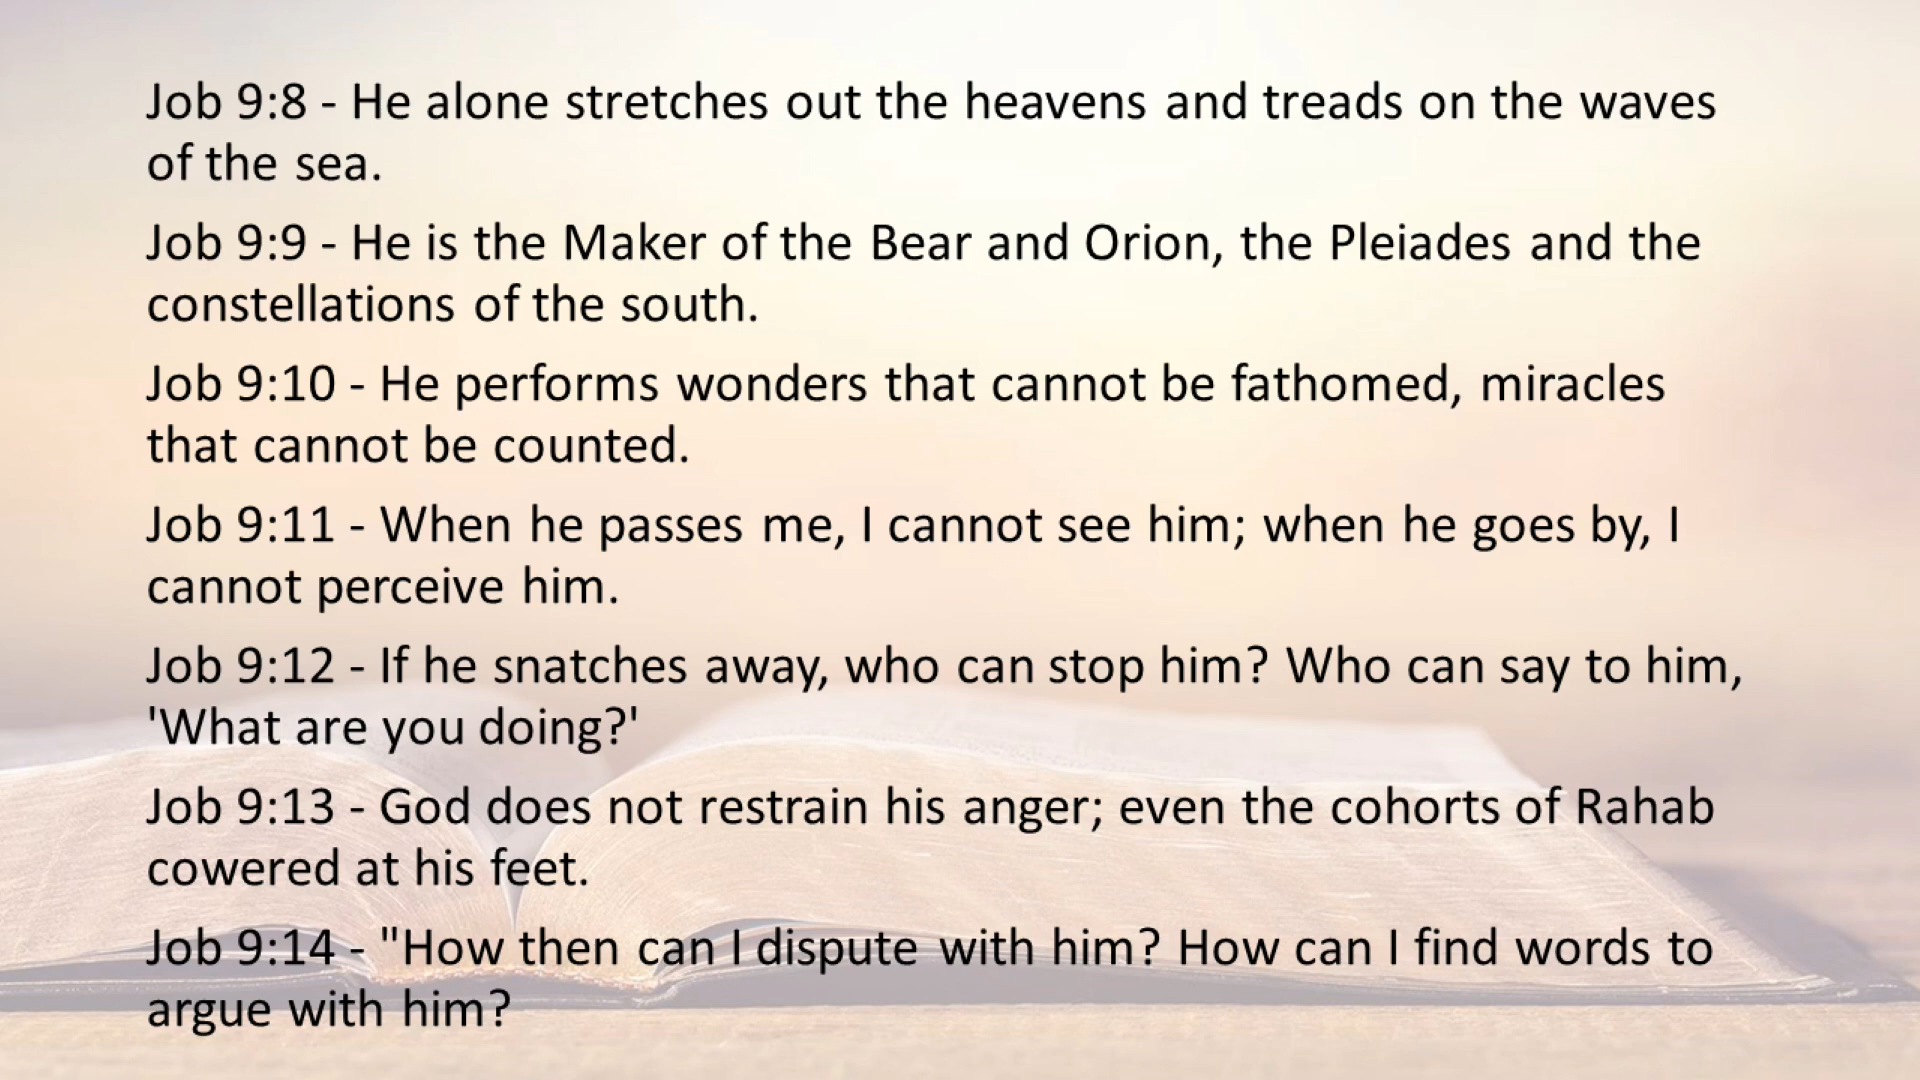 Job 9:8 - He alone stretches out the heavens and treads on the waves
of the sea.
Job 9:9 - He is the Maker of the Bear and Orion, the Pleiades and the
constellations of the south.
Job 9:10 - He performs wonders that cannot be fathomed, miracles
that cannot be counted.
Job 9:11 - When he passes me, I cannot see him; when he goes by, I
cannot perceive him.
Job 9:12 - If he snatches away, who can stop him? Who can say to him,
'What are you doing?'
Job 9:13 - God does not restrain his anger; even the cohorts of Rahab
cowered at his feet.
Job 9:14 - "How then can I dispute with him? How can I find words to
argue with him?